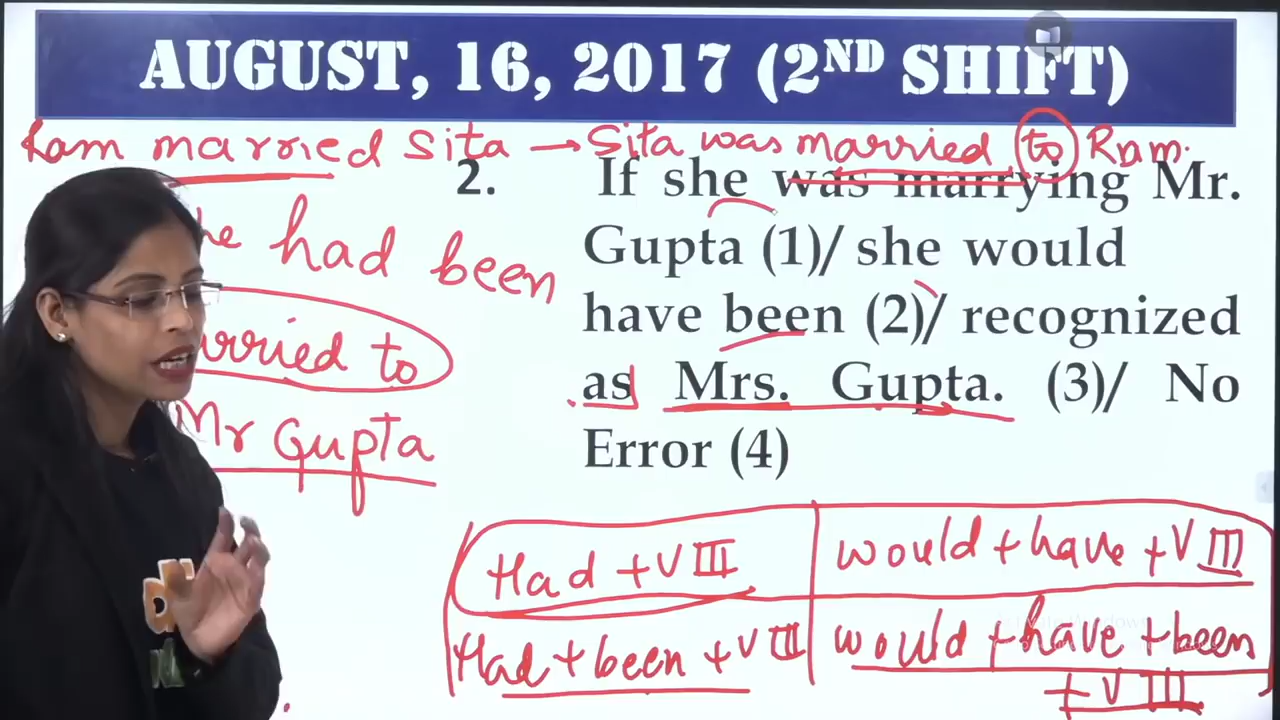 AUGUST, 16, 2017 (2ND SHIFT)
Ram married Sita → Sita was married to Ram.
2. If she was marrying Mr.
Gupta (1)/ she would
have been (2)/ recognized
as Mrs. Gupta. (3)/ No
Error (4)
had been
married to
Mr Gupta
Had + V III
would + have + V III
Had + been + V III
would + have + been
+ V III